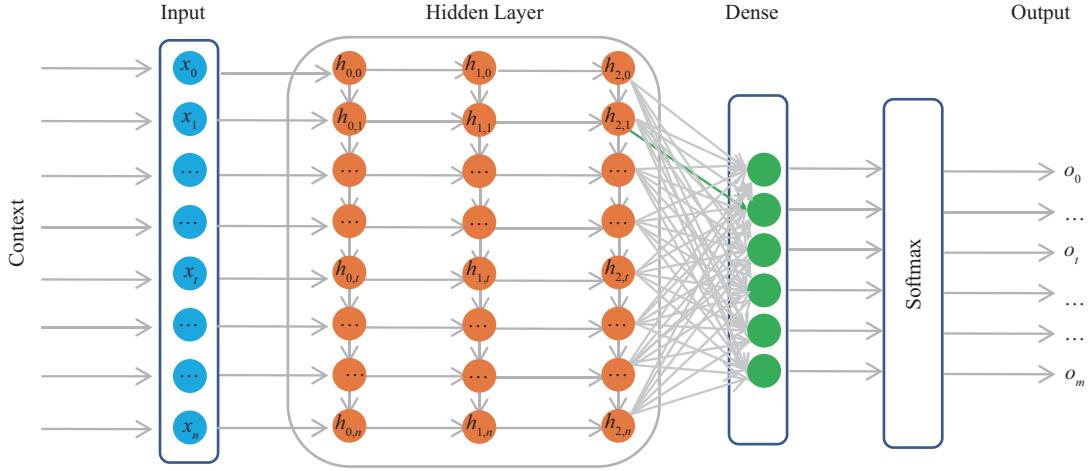 Input Hidden Layer Dense Output
Context
x0 h0,0 h1,0 h2,0
x1 h0,1 h1,1 h2,1
... ... ... ... o0
... ... ... ... ...
xt h0,t h1,t h2,t ot
... ... ... ... ...
... ... ... ... ...
xn h0,n h1,n h2,n om
Softmax